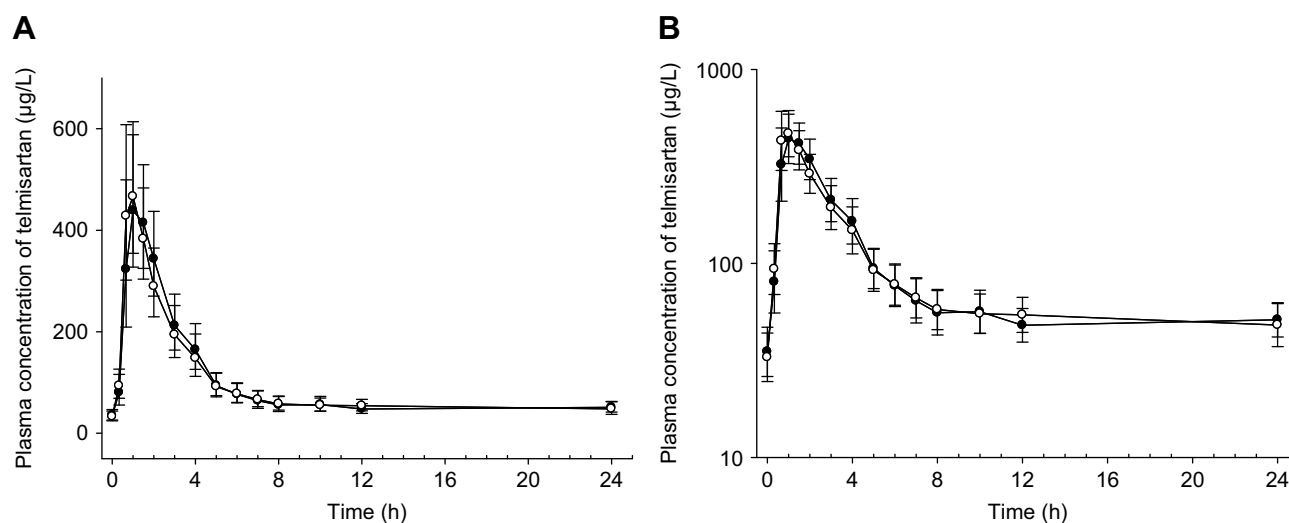 A
Plasma concentration of telmisartan (µg/L)
600
400
200
0
0 4 8 12 16 20 24
Time (h)
B
Plasma concentration of telmisartan (µg/L)
1000
100
10
0 4 8 12 16 20 24
Time (h)